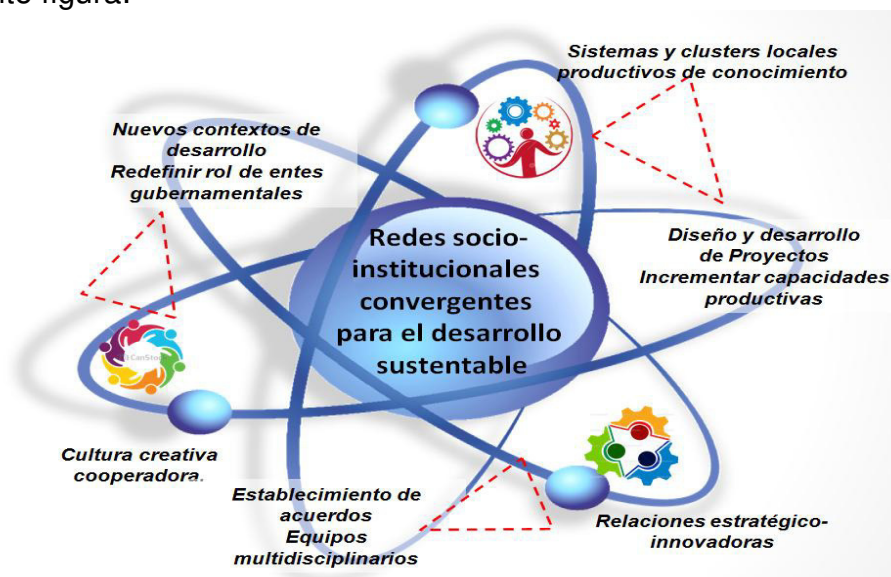 Sistemas y clusters locales
productivos de conocimiento
Nuevos contextos de
desarrollo
Redefinir rol de entes
gubernamentales
Redes socio-
institucionales
convergentes
para el desarrollo
sustentable
Diseño y desarrollo
de Proyectos
Incrementar capacidades
productivas
Cultura creativa
cooperadora.
Establecimiento de
acuerdos
Equipos
multidisciplinarios
Relaciones estratégico-
innovadoras